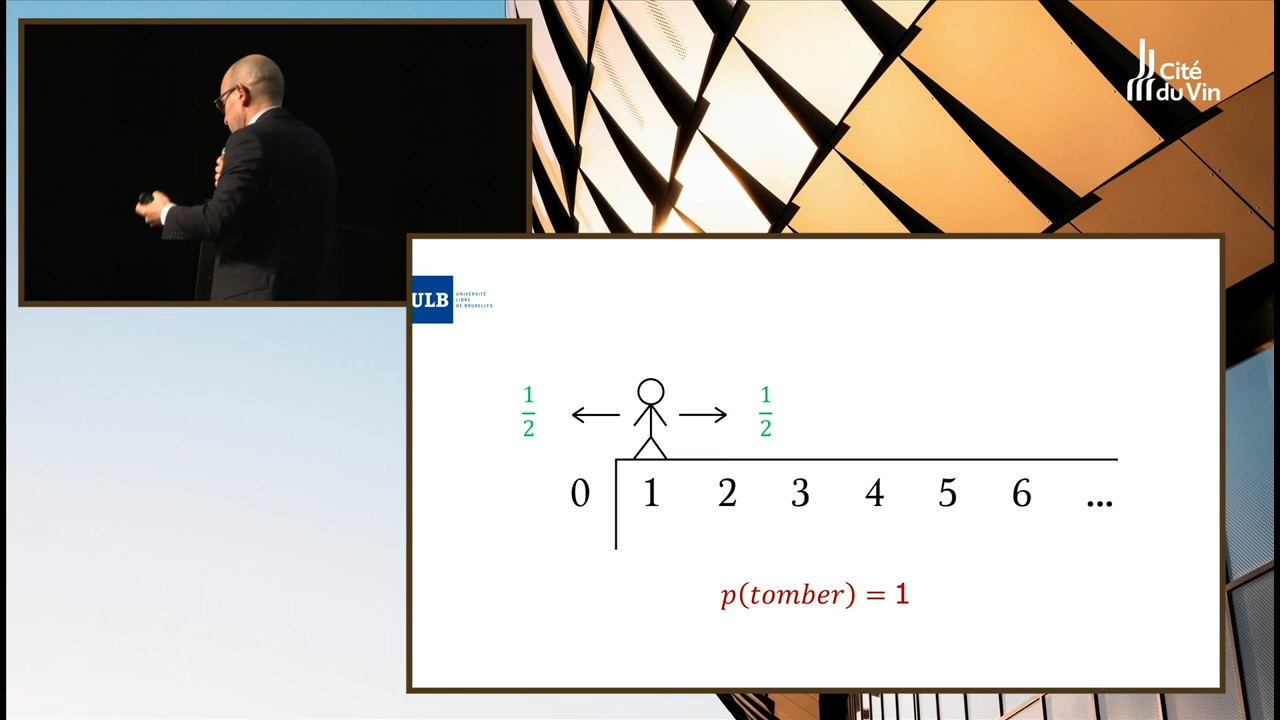 Cité
du Vin
ULB
UNIVERSITÉ
LIBRE
DE BRUXELLES
1/2
1/2
0 1 2 3 4 5 6 ...
p(tomber) = 1